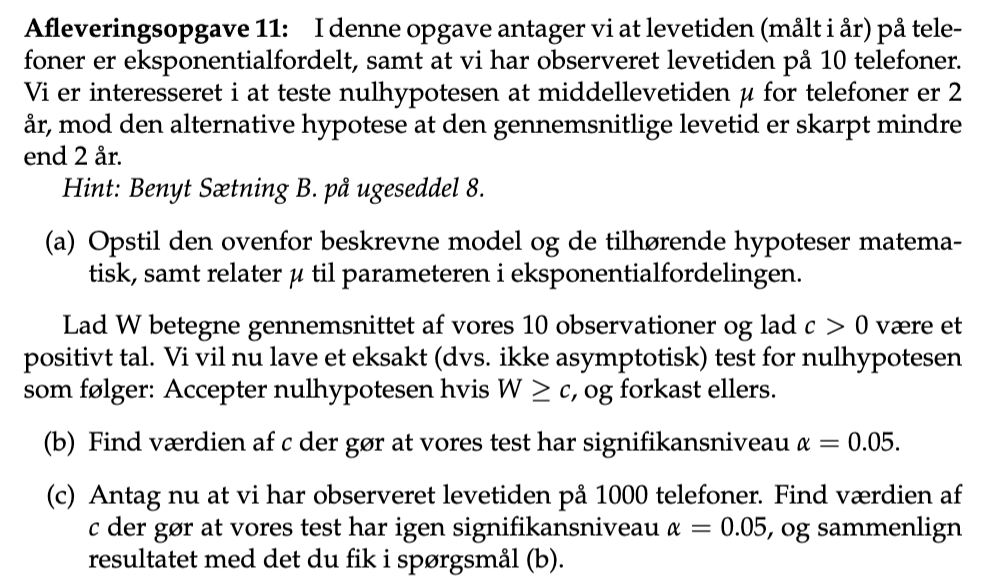 Afleveringsopgave 11: I denne opgave antager vi at levetiden (målt i år) på tele-
foner er eksponentialfordelt, samt at vi har observeret levetiden på 10 telefoner.
Vi er interesseret i at teste nulhypotesen at middellevetiden μ for telefoner er 2
år, mod den alternative hypotese at den gennemsnitlige levetid er skarpt mindre
end 2 år.
Hint: Benyt Sætning B. på ugeseddel 8.
(a) Opstil den ovenfor beskrevne model og de tilhørende hypoteser matema-
tisk, samt relater μ til parameteren i eksponentialfordelingen.
Lad W betegne gennemsnittet af vores 10 observationer og lad c > 0 være et
positivt tal. Vi vil nu lave et eksakt (dvs. ikke asymptotisk) test for nulhypotesen
som følger: Accepter nulhypotesen hvis W ≥ c, og forkast ellers.
(b) Find værdien af c der gør at vores test har signifikansniveau α = 0.05.
(c) Antag nu at vi har observeret levetiden på 1000 telefoner. Find værdien af
c der gør at vores test har igen signifikansniveau α = 0.05, og sammenlign
resultatet med det du fik i spørgsmål (b).